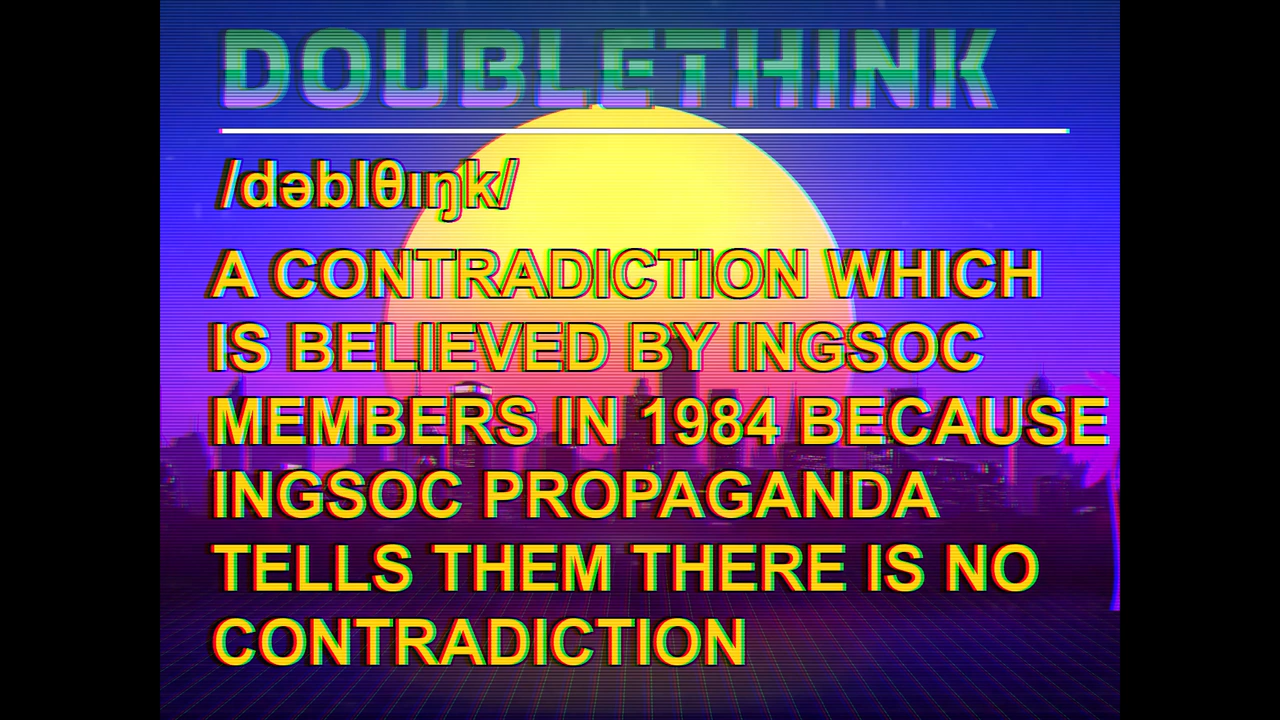 DOUBLETHINK
/dəblθɪŋk/
A CONTRADICTION WHICH
IS BELIEVED BY INGSOC
MEMBERS IN 1984 BECAUSE
INGSOC PROPAGANDA
TELLS THEM THERE IS NO
CONTRADICTION